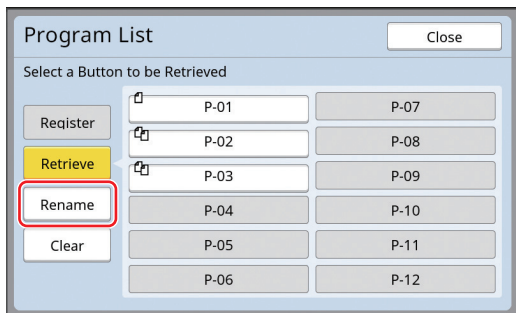 Program List
Close
Select a Button to be Retrieved
Register
Retrieve
Rename
Clear
P-01
P-02
P-03
P-04
P-05
P-06
P-07
P-08
P-09
P-10
P-11
P-12